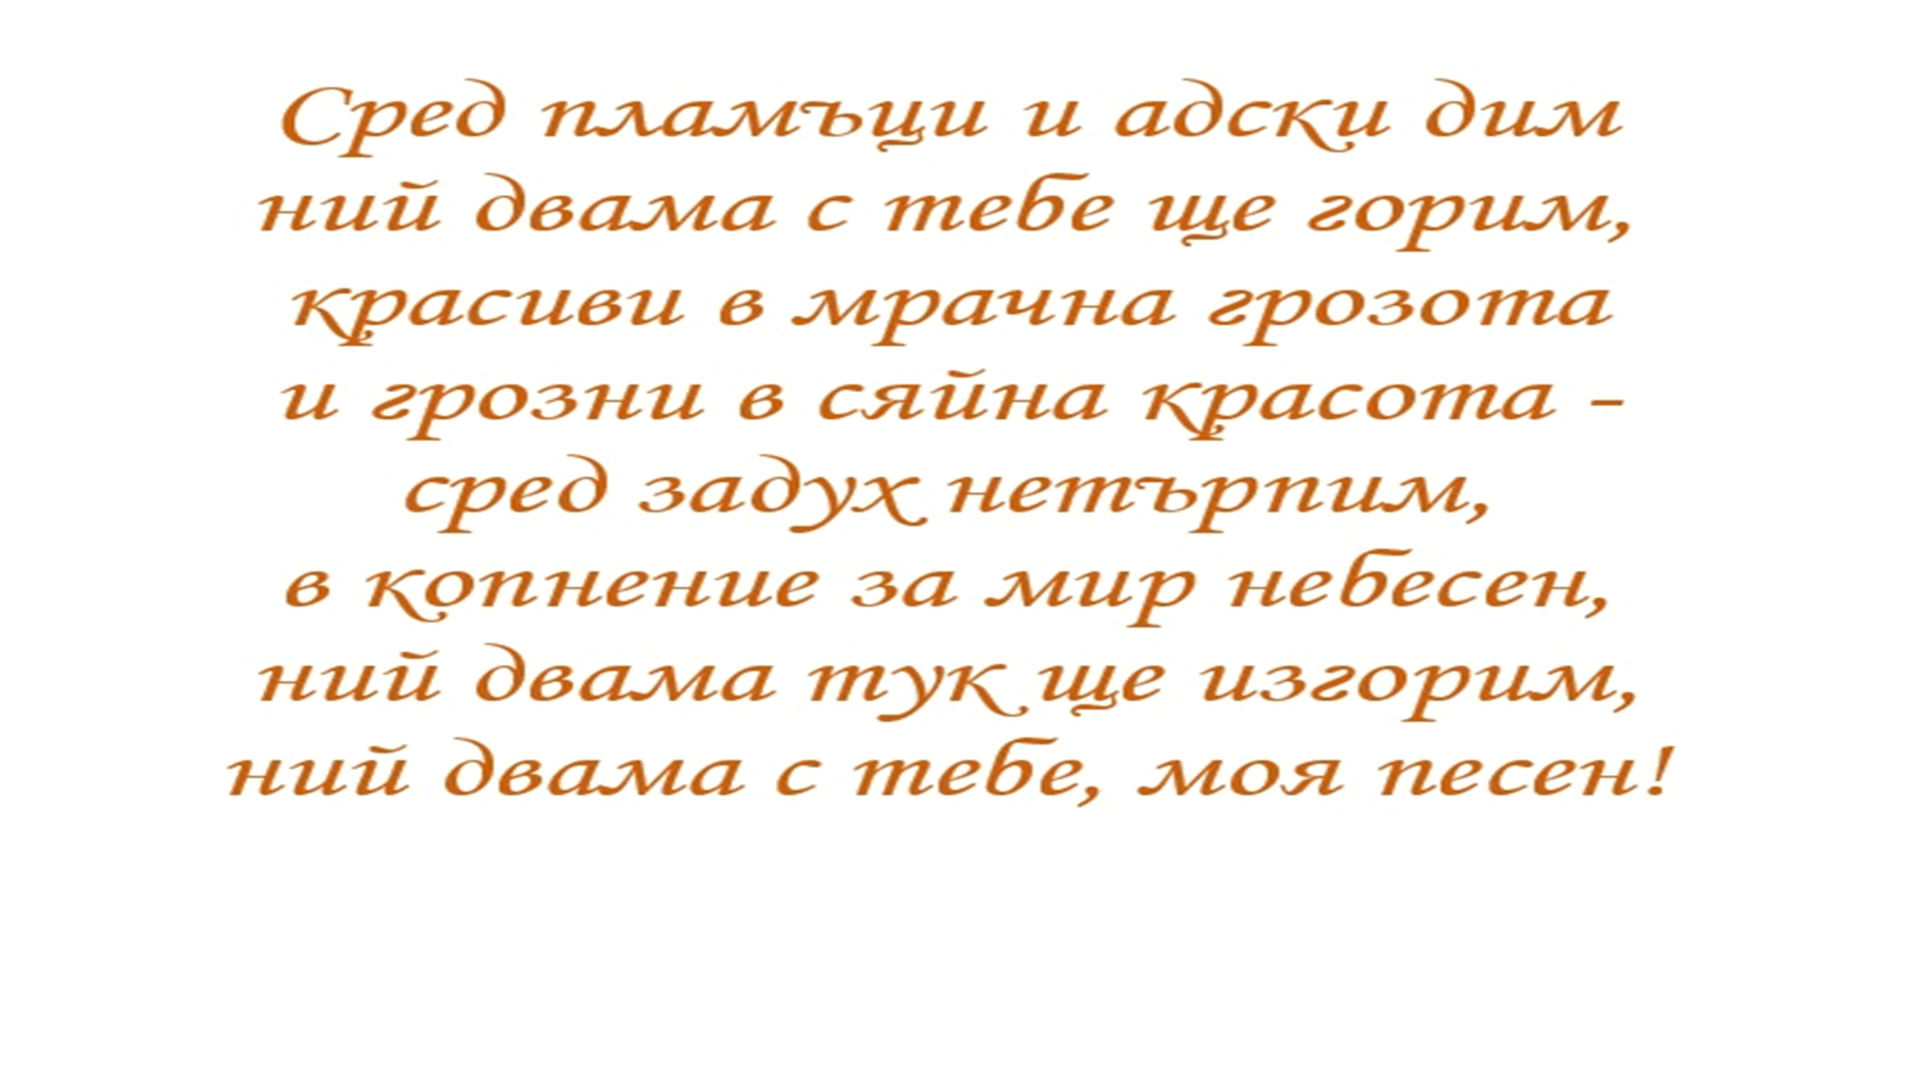 Сред пламъци и адски дим
ний двама с тебе ще горим,
красиви в мрачна грозота
и грозни в сяйна красота -
сред задух нетърпим,
в копнение за мир небесен,
ний двама тук ще изгорим,
ний двама с тебе, моя песен!